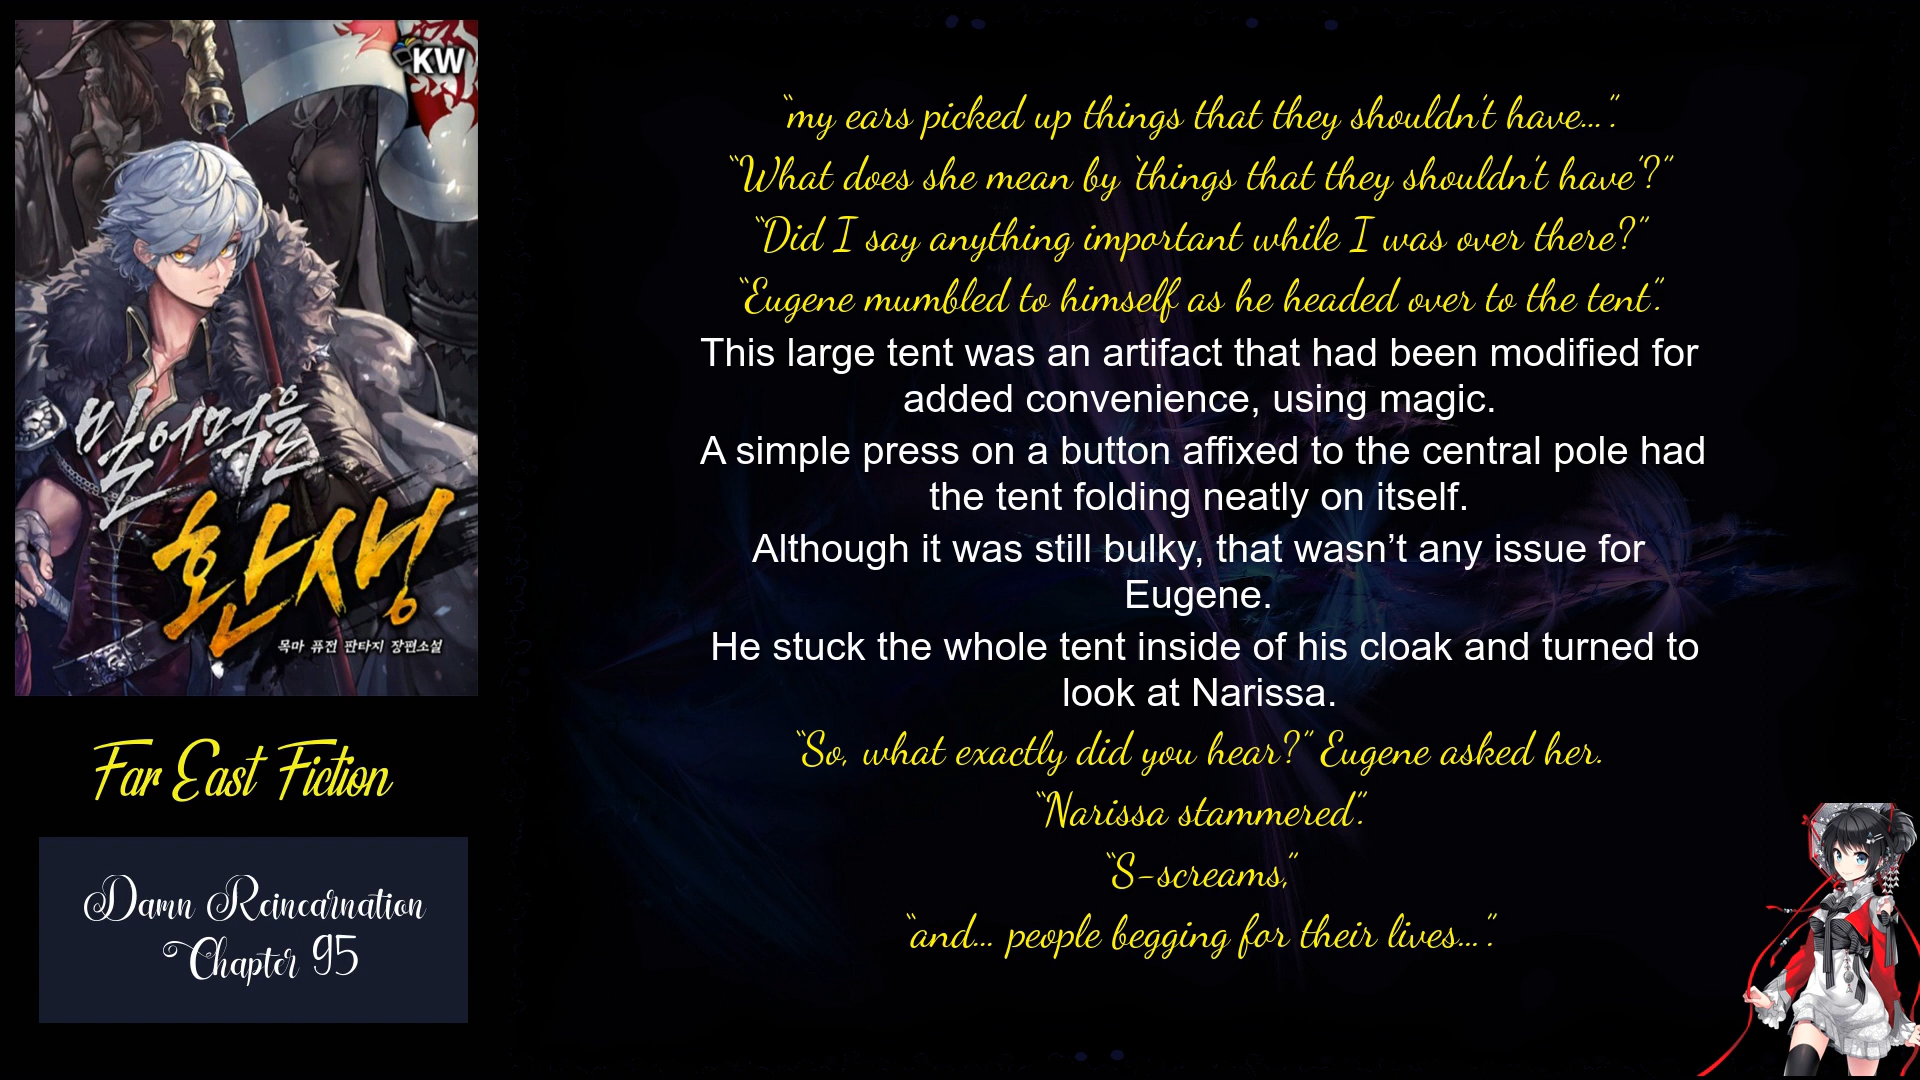 KW
빌어먹을
환생
목마 퓨전 판타지 장편소설
Far East Fiction
Damn Reincarnation
Chapter 95
“my ears picked up things that they shouldn’t have…”.
“What does she mean by ‘things that they shouldn’t have’?”
“Did I say anything important while I was over there?”
“Eugene mumbled to himself as he headed over to the tent”.
This large tent was an artifact that had been modified for
added convenience, using magic.
A simple press on a button affixed to the central pole had
the tent folding neatly on itself.
Although it was still bulky, that wasn’t any issue for
Eugene.
He stuck the whole tent inside of his cloak and turned to
look at Narissa.
“So, what exactly did you hear?” Eugene asked her.
“Narissa stammered”.
“S-screams,”
“and… people begging for their lives…”.